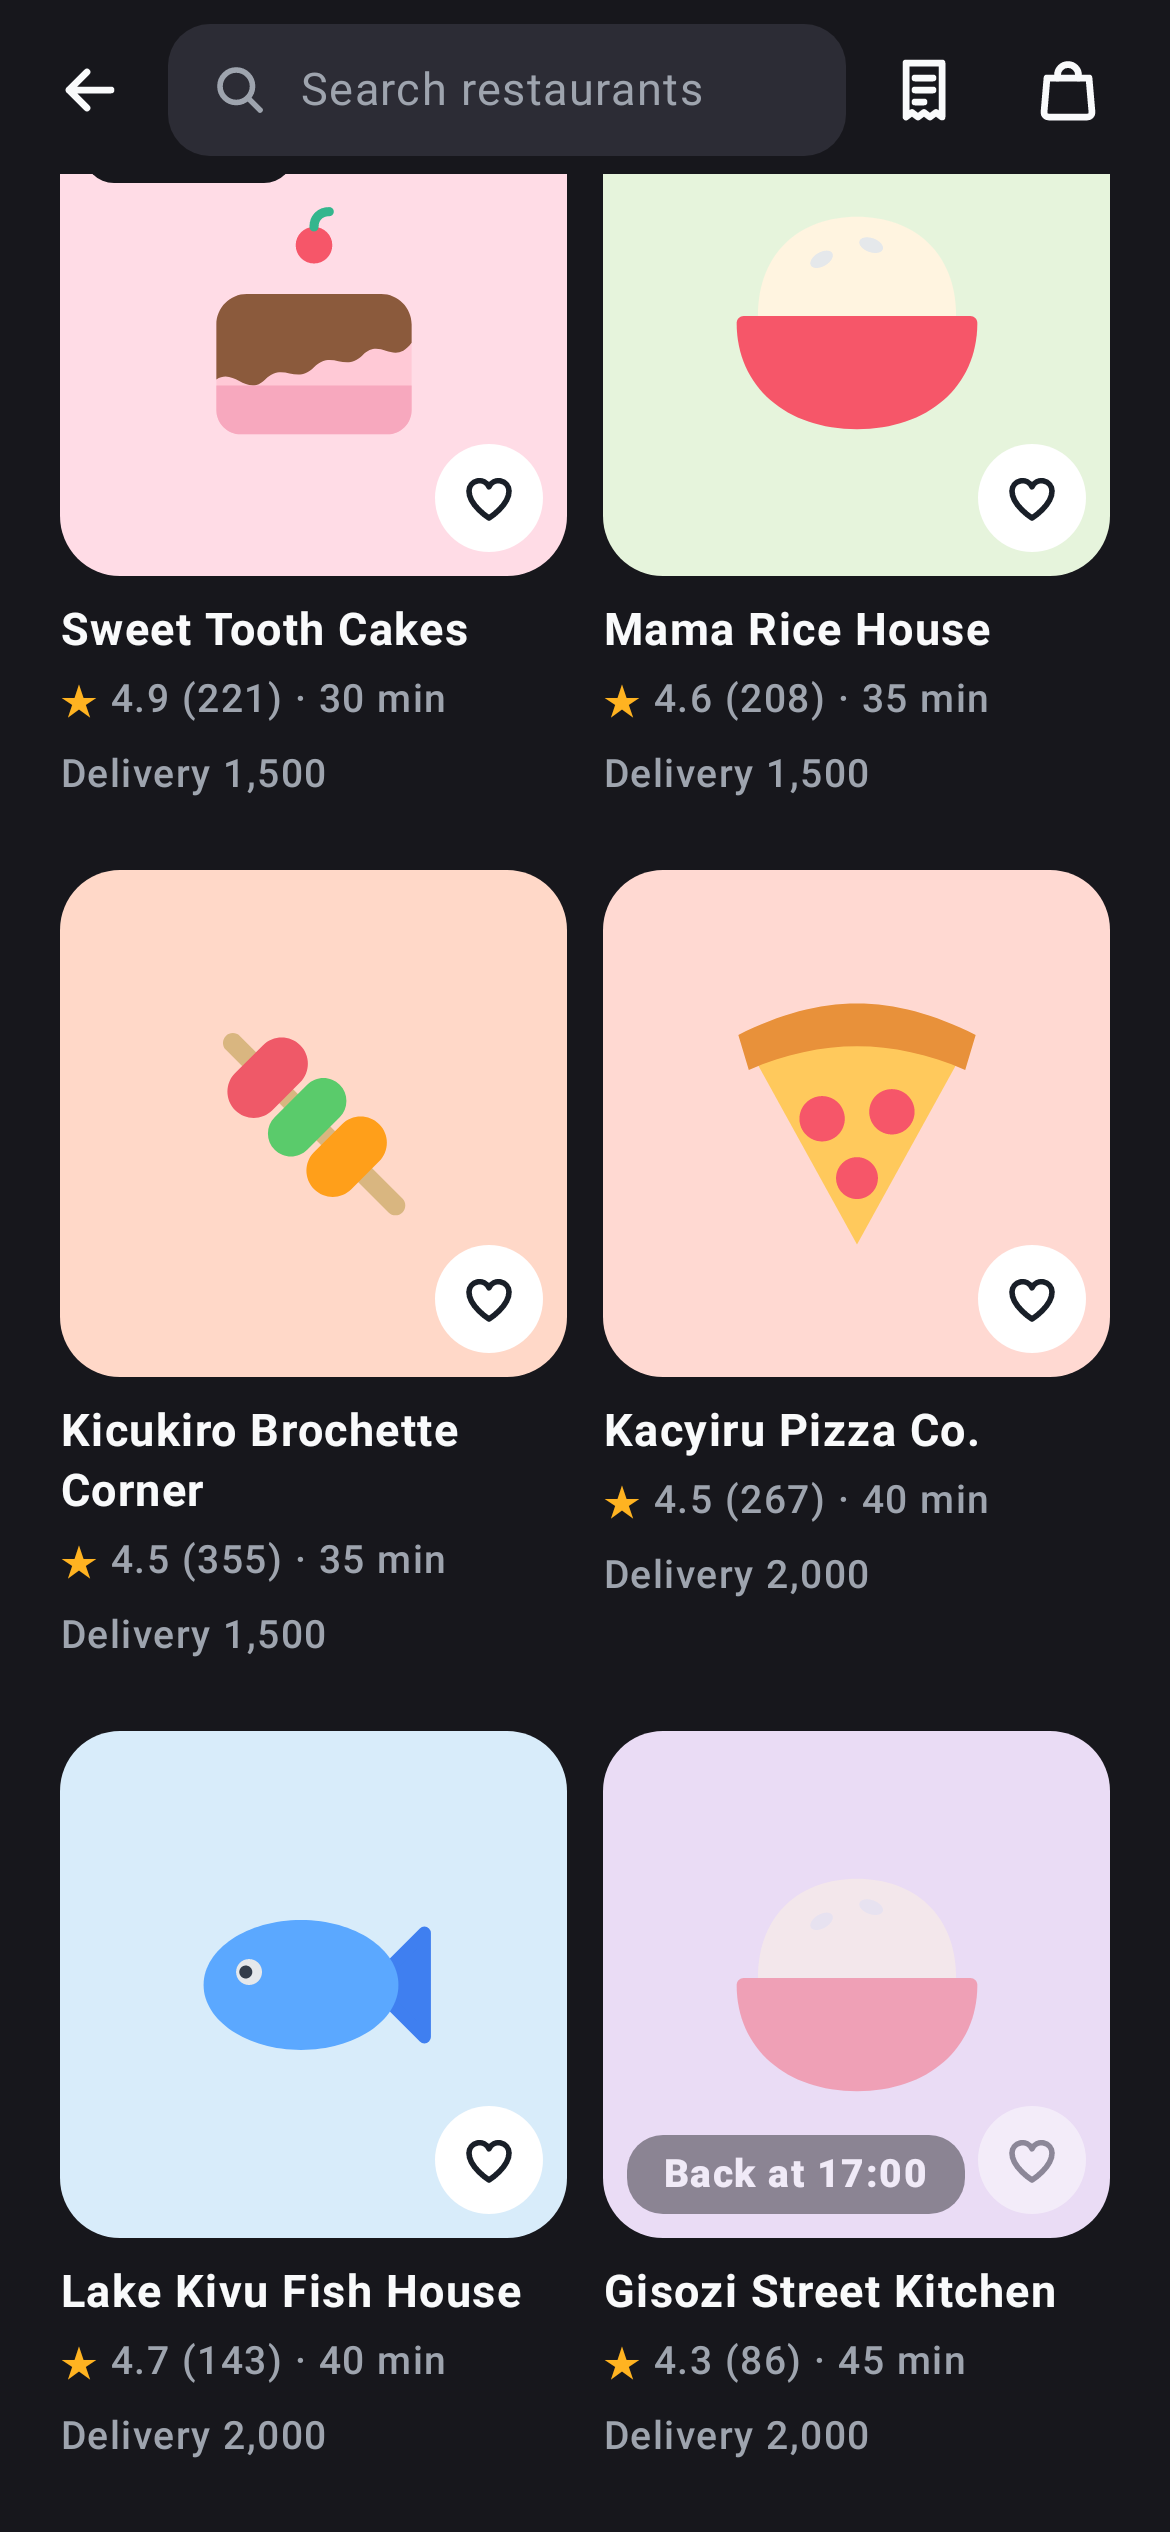 Search restaurants
Sweet Tooth Cakes
4.9 (221) · 30 min
Delivery 1,500
Mama Rice House
4.6 (208) · 35 min
Delivery 1,500
Kicukiro Brochette
Corner
4.5 (355) · 35 min
Delivery 1,500
Kacyiru Pizza Co.
4.5 (267) · 40 min
Delivery 2,000
Lake Kivu Fish House
4.7 (143) · 40 min
Delivery 2,000
Back at 17:00
Gisozi Street Kitchen
4.3 (86) · 45 min
Delivery 2,000